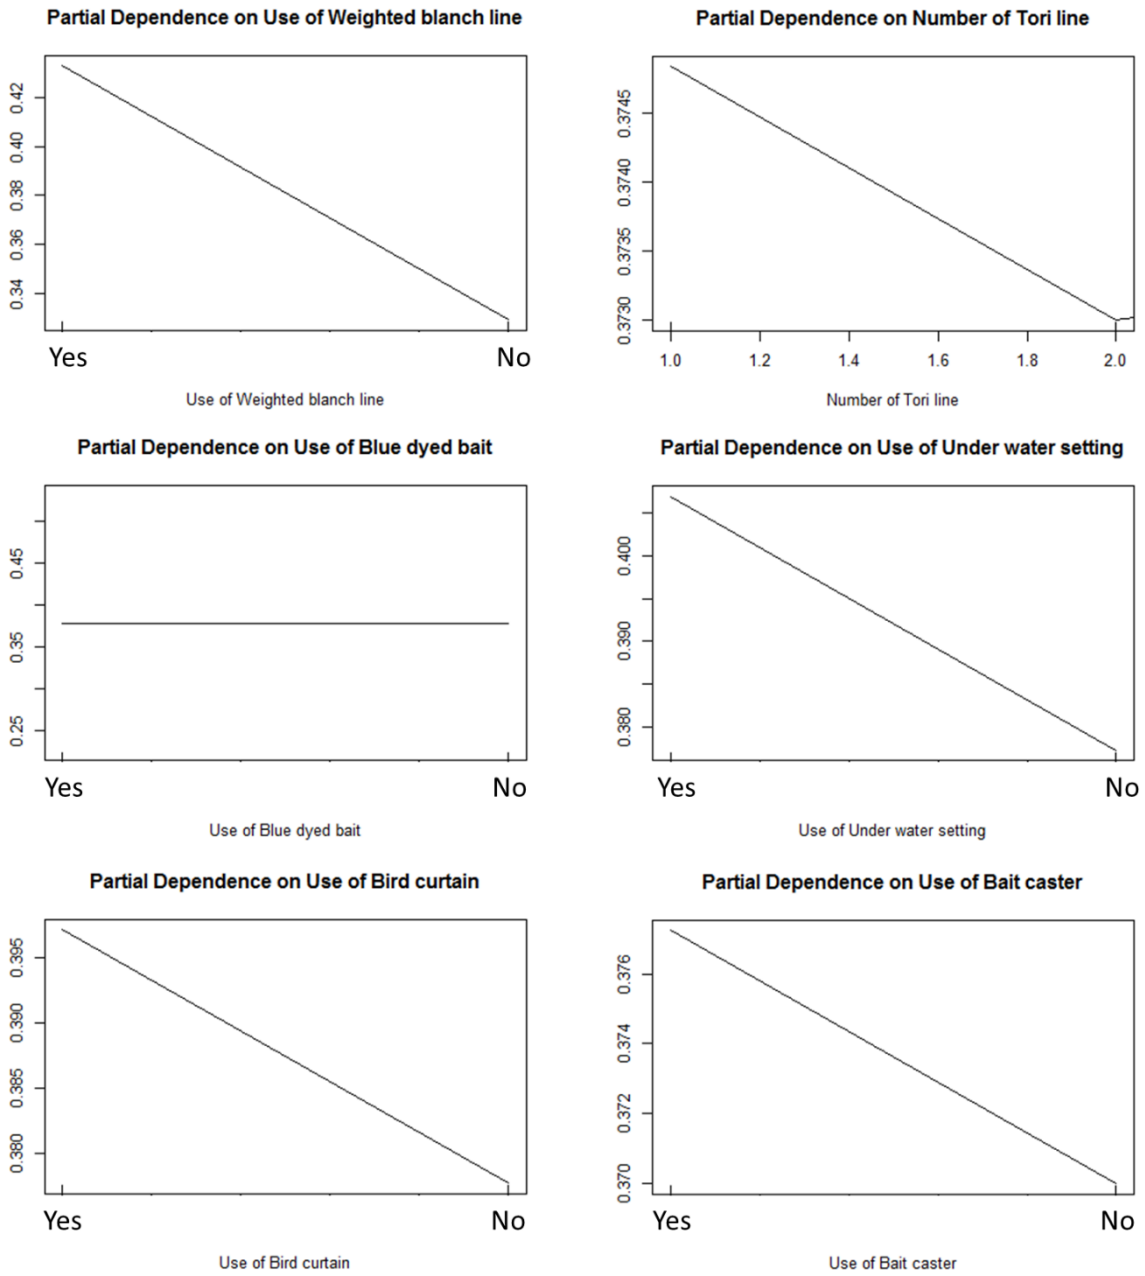 Partial Dependence on Use of Weighted blanch line
0.42
0.40
0.38
0.36
0.34
Yes
No
Use of Weighted blanch line
Partial Dependence on Number of Tori line
0.3745
0.3740
0.3735
0.3730
1.0 1.2 1.4 1.6 1.8 2.0
Number of Tori line
Partial Dependence on Use of Blue dyed bait
0.45
0.35
0.25
Yes
No
Use of Blue dyed bait
Partial Dependence on Use of Under water setting
0.400
0.390
0.380
Yes
No
Use of Under water setting
Partial Dependence on Use of Bird curtain
0.395
0.390
0.385
0.380
Yes
No
Use of Bird curtain
Partial Dependence on Use of Bait caster
0.376
0.374
0.372
0.370
Yes
No
Use of Bait caster